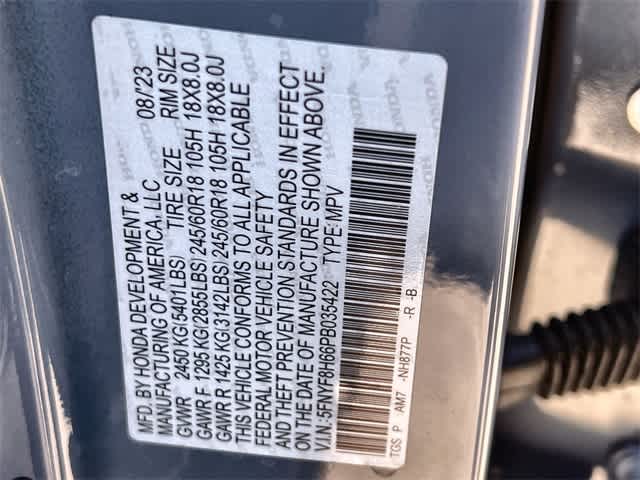 MFD. BY HONDA DEVELOPMENT &
MANUFACTURING OF AMERICA, LLC 08/23
GVWR 2450 KG(5401LBS) TIRE SIZE RIM SIZE
GAWR F 1295 KG(2855LBS) 245/60R18 105H 18X8.0J
GAWR R 1425 KG(3142LBS) 245/60R18 105H 18X8.0J
THIS VEHICLE CONFORMS TO ALL APPLICABLE
FEDERAL MOTOR VEHICLE SAFETY
AND THEFT PREVENTION STANDARDS IN EFFECT
ON THE DATE OF MANUFACTURE SHOWN ABOVE.
V.I.N.: 5FNYF8H66PB035422 TYPE: MPV
TGS P :AM7 -NH877P -R -B